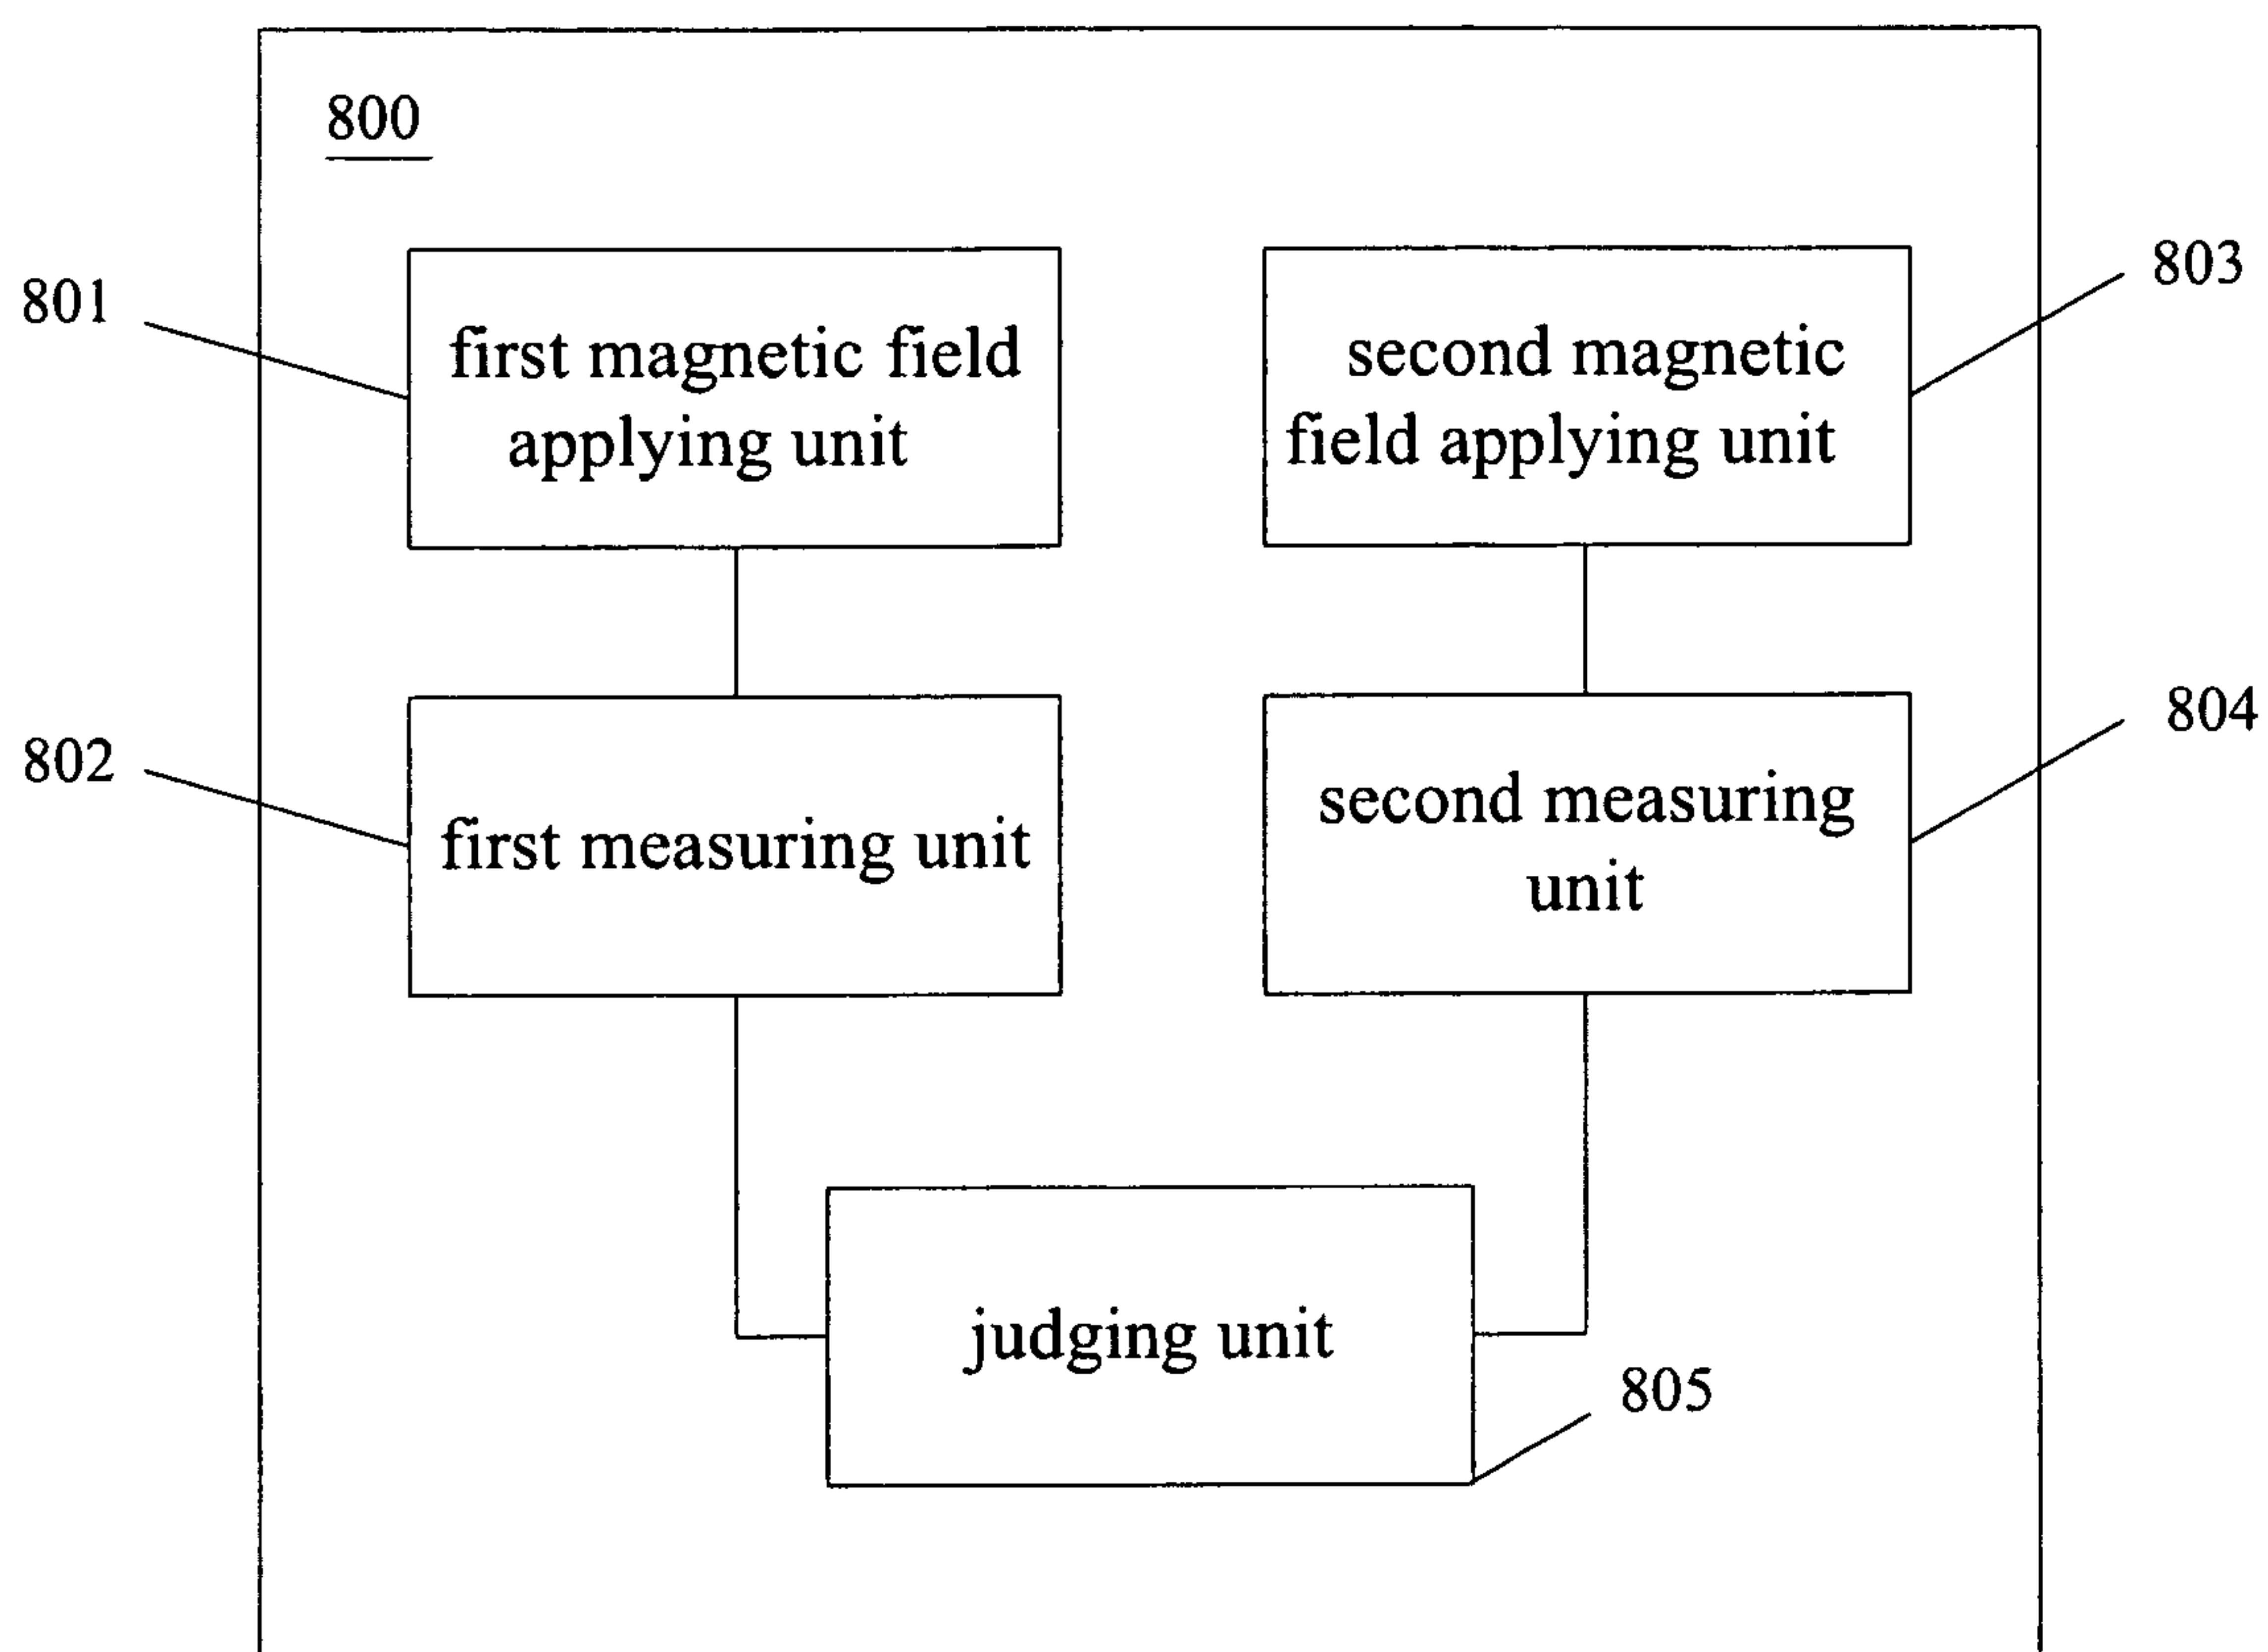 800
801
first magnetic field
applying unit
803
second magnetic
field applying unit
802
first measuring unit
804
second measuring
unit
judging unit
805